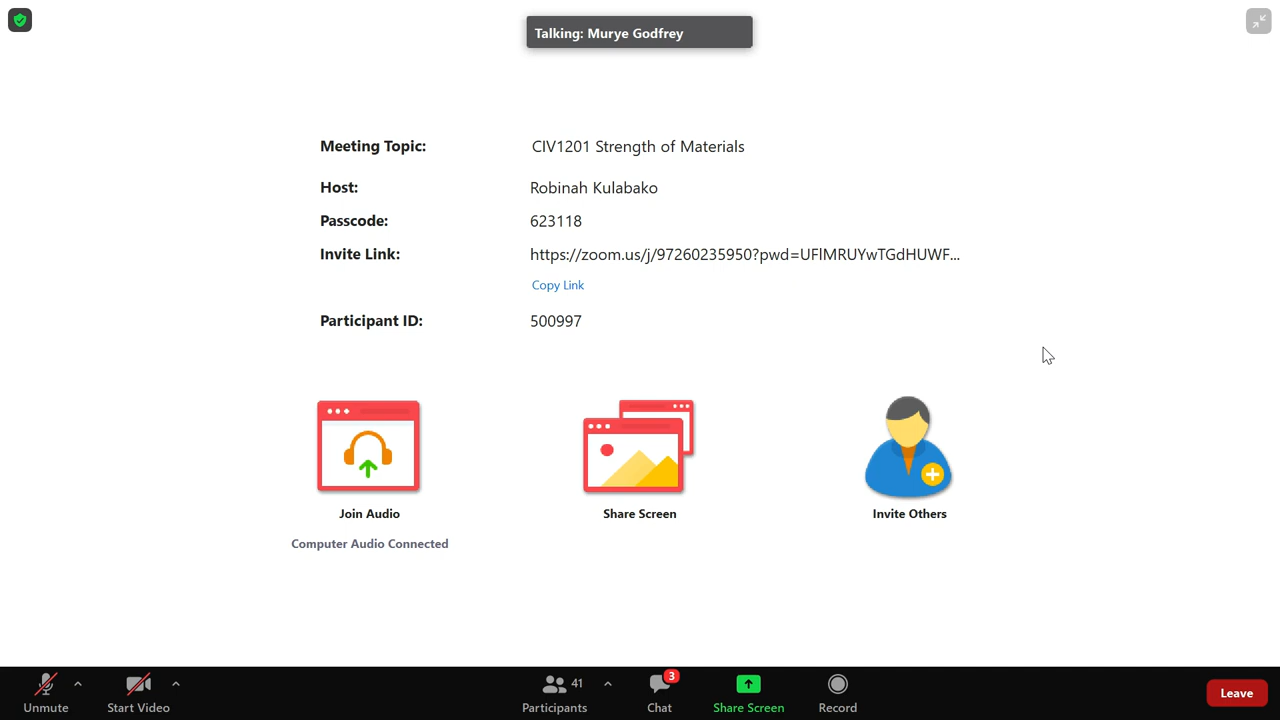 Talking: Murye Godfrey
Meeting Topic: CIV1201 Strength of Materials
Host: Robinah Kulabako
Passcode: 623118
Invite Link: https://zoom.us/j/97260235950?pwd=UFlMRUYwTGdHUWF...
Copy Link
Participant ID: 500997
Join Audio Share Screen Invite Others
Computer Audio Connected
41 3
Unmute Start Video Participants Chat Share Screen Record Leave